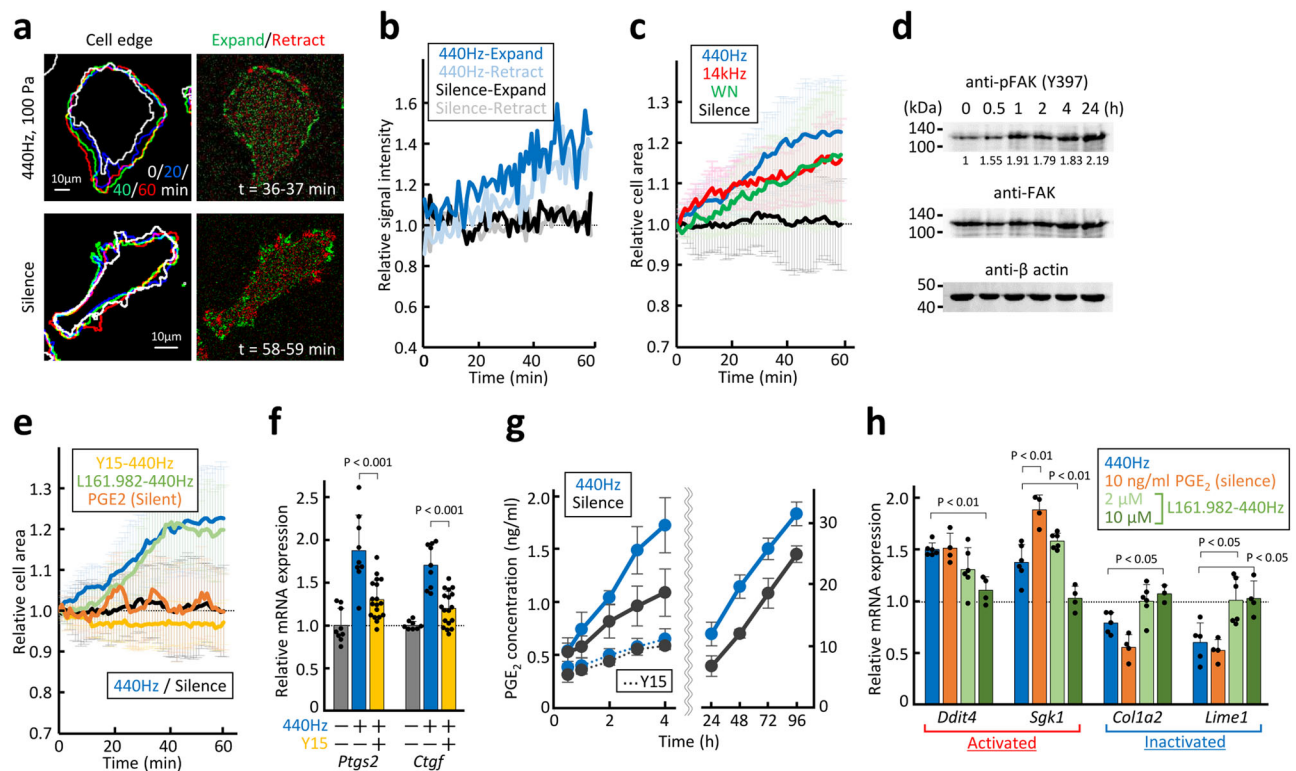 a
Cell edge
Expand/Retract
440Hz, 100 Pa
10μm
0/20/
40/60 min
t = 36-37 min
Silence
10μm
t = 58-59 min
b
440Hz-Expand
440Hz-Retract
Silence-Expand
Silence-Retract
Relative signal intensity
1.6
1.4
1.2
1.0
0.8
0.6
0.4
0 20 40 60
Time (min)
c
440Hz
14kHz
WN
Silence
Relative cell area
1.3
1.2
1.1
1.0
0.9
0.8
0.7
0 20 40 60
Time (min)
d
anti-pFAK (Y397)
(kDa) 0 0.5 1 2 4 24 (h)
140
100
1 1.55 1.91 1.79 1.83 2.19
anti-FAK
140
100
anti-β actin
50
40
e
Y15-440Hz
L161.982-440Hz
PGE2 (Silent)
Relative cell area
1.3
1.2
1.1
1.0
0.9
0.8
0.7
440Hz / Silence
0 20 40 60
Time (min)
f
P < 0.001
P < 0.001
Relative mRNA expression
2.5
2.0
1.5
1.0
0.5
0
440Hz — + + — + +
Y15 — — + — — +
Ptgs2 Ctgf
g
440Hz
Silence
PGE2 concentration (ng/ml)
2.0
1.5
1.0
0.5
0
30
20
10
0
...Y15
0 2 4 24 48 72 96
Time (h)
h
440Hz
10 ng/ml PGE2 (silence)
2 μM
10 μM
L161.982-440Hz
P < 0.01
P < 0.01
P < 0.01
P < 0.05
P < 0.05
P < 0.05
Relative mRNA expression
2.0
1.5
1.0
0.5
0
Ddit4 Sgk1 Col1a2 Lime1
Activated Inactivated